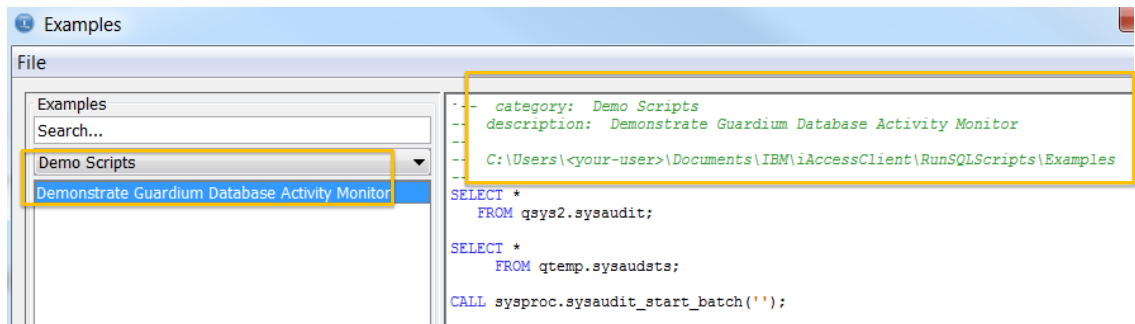 Examples
File
Examples
Search...
Demo Scripts
Demonstrate Guardium Database Activity Monitor
-- category: Demo Scripts
-- description: Demonstrate Guardium Database Activity Monitor
--
-- C:\Users\<your-user>\Documents\IBM\iAccessClient\RunSQLScripts\Examples
--
SELECT *
FROM qsys2.sysaudit;
SELECT *
FROM qtemp.sysaudsts;
CALL sysproc.sysaudit_start_batch('');